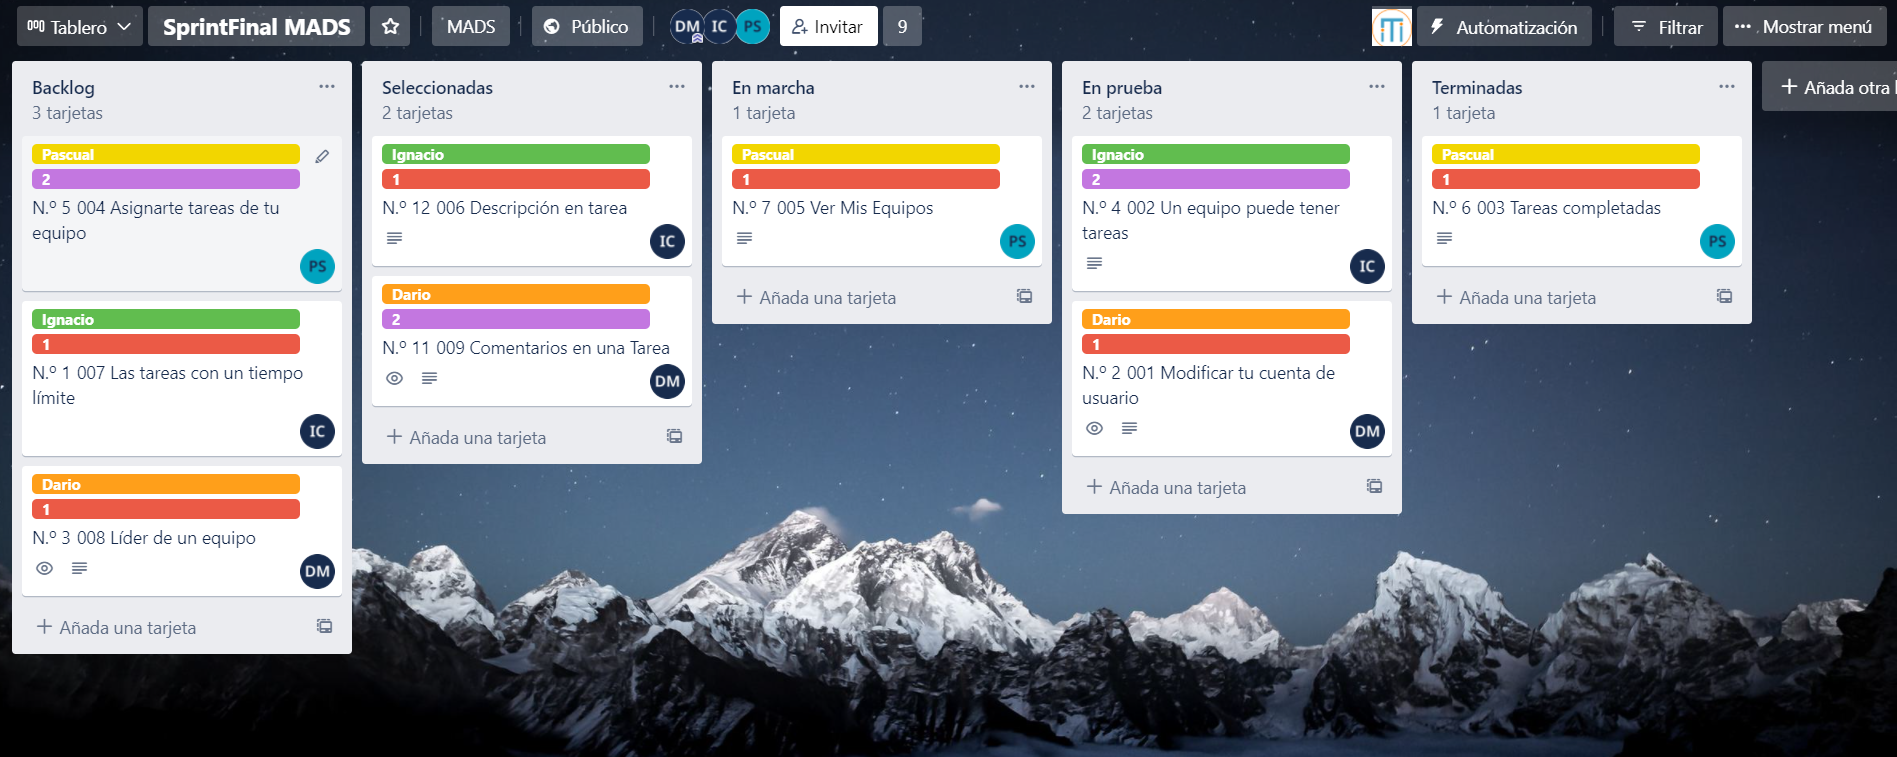 Tablero
SprintFinal MADS
MADS
Público
DM
IC
PS
Invitar
9
iTi
Automatización
Filtrar
Mostrar menú
Backlog
3 tarjetas
Pascual
2
N.º 5 004 Asignarte tareas de tu
equipo
PS
Ignacio
1
N.º 1 007 Las tareas con un tiempo
límite
IC
Dario
1
N.º 3 008 Líder de un equipo
DM
Añada una tarjeta
Seleccionadas
2 tarjetas
Ignacio
1
N.º 12 006 Descripción en tarea
IC
Dario
2
N.º 11 009 Comentarios en una Tarea
DM
Añada una tarjeta
En marcha
1 tarjeta
Pascual
1
N.º 7 005 Ver Mis Equipos
PS
Añada una tarjeta
En prueba
2 tarjetas
Ignacio
2
N.º 4 002 Un equipo puede tener
tareas
IC
Dario
1
N.º 2 001 Modificar tu cuenta de
usuario
DM
Añada una tarjeta
Terminadas
1 tarjeta
Pascual
1
N.º 6 003 Tareas completadas
PS
Añada una tarjeta
Añada otra